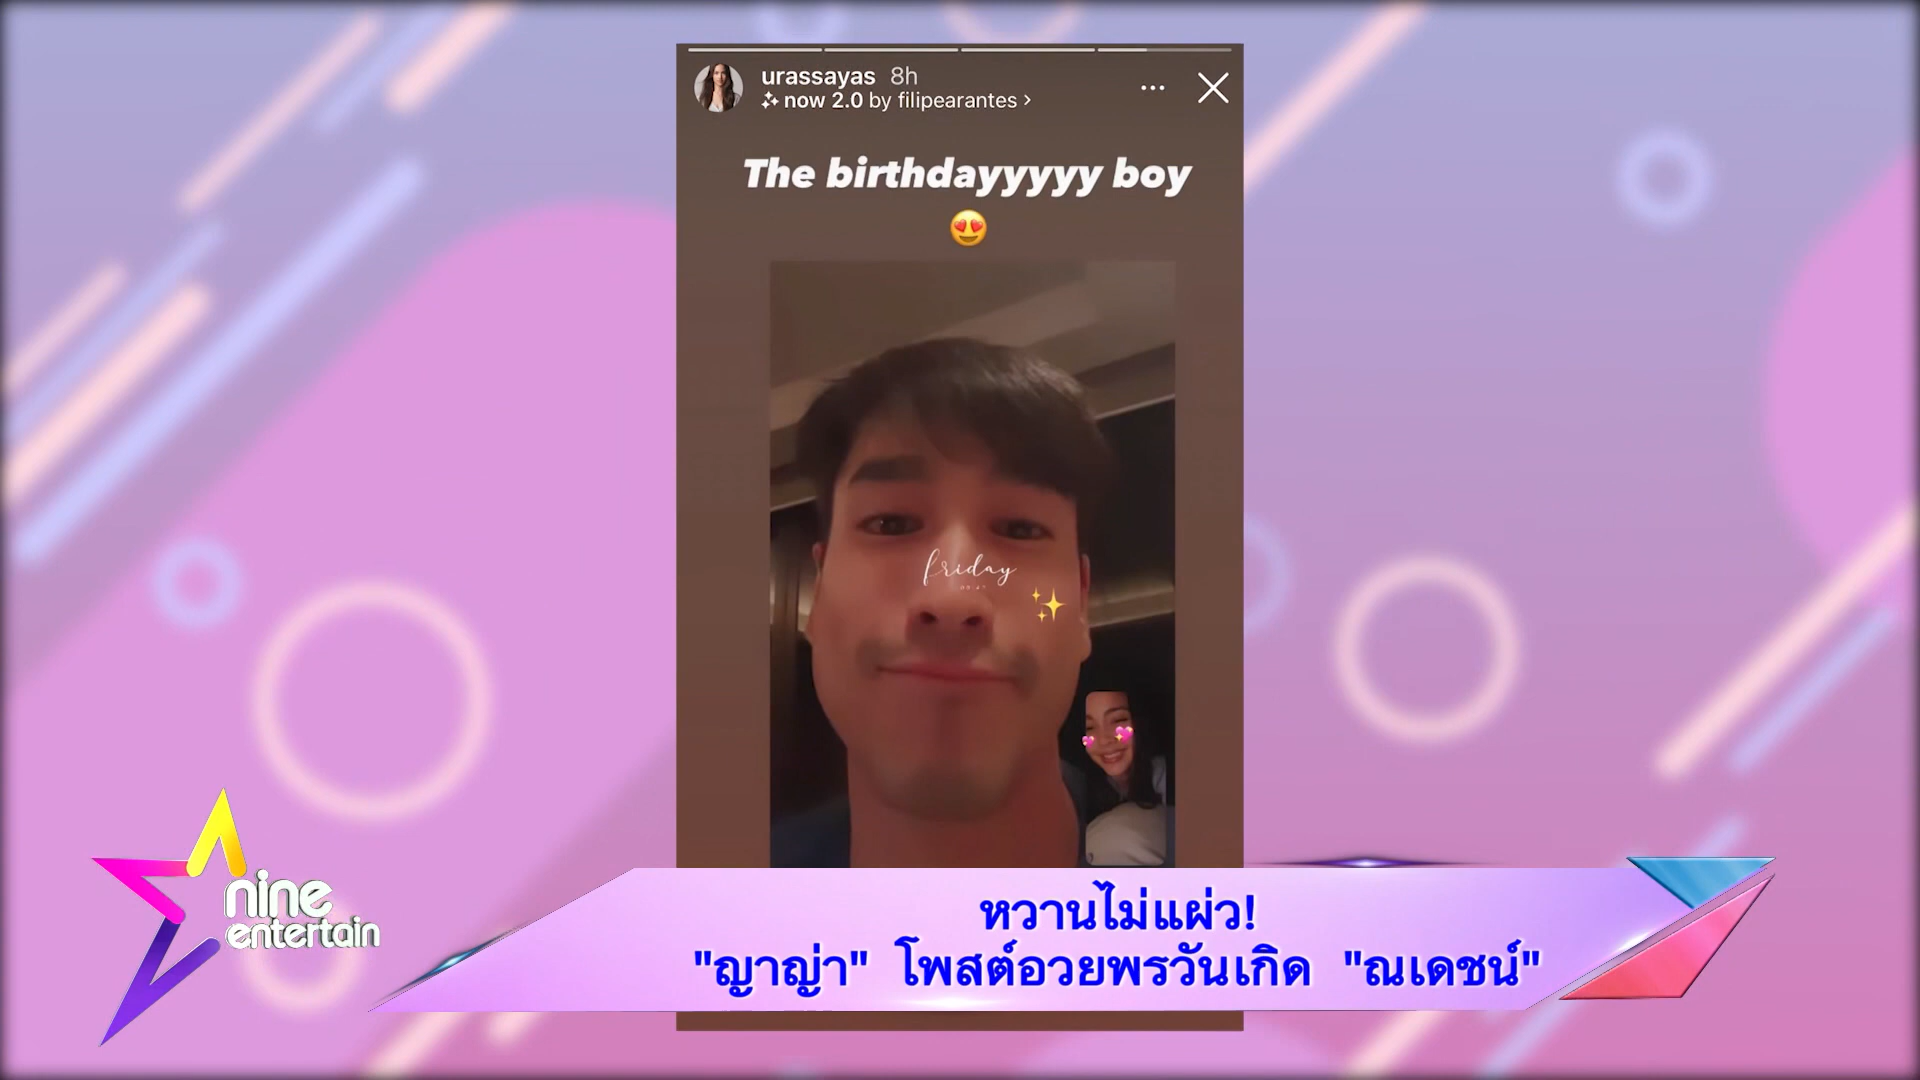 urassayas 8h
now 2.0 by filipearantes >
The birthdayyyyy boy
friday
nine
entertain
หวานไม่แผ่ว!
"ญาญ่า" โพสต์อวยพรวันเกิด "ณเดชน์"